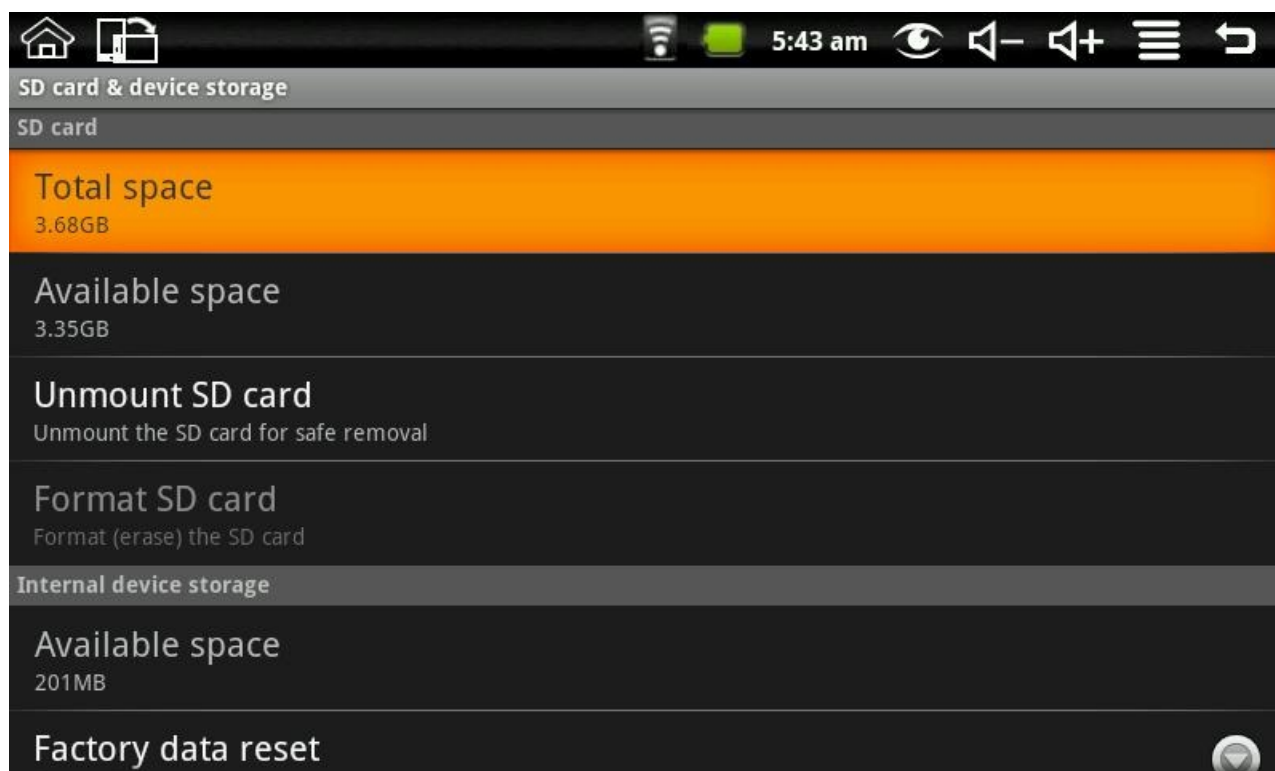 5:43 am
SD card & device storage
SD card
Total space
3.68GB
Available space
3.35GB
Unmount SD card
Unmount the SD card for safe removal
Format SD card
Format (erase) the SD card
Internal device storage
Available space
201MB
Factory data reset